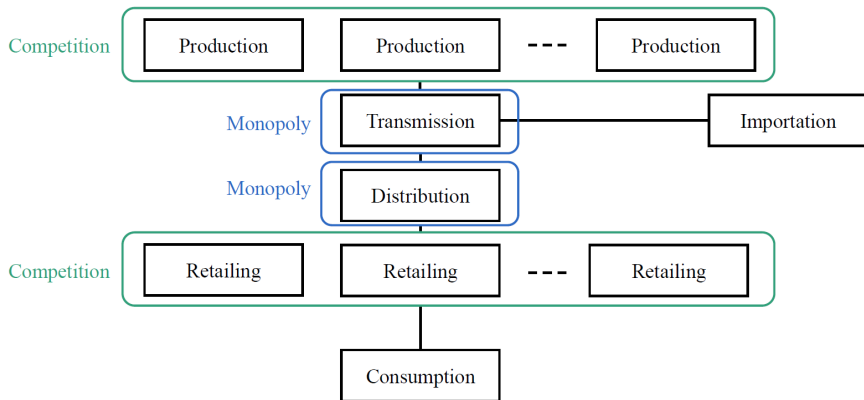 Competition
Production
Production
Production
Monopoly
Transmission
Importation
Monopoly
Distribution
Competition
Retailing
Retailing
Retailing
Consumption